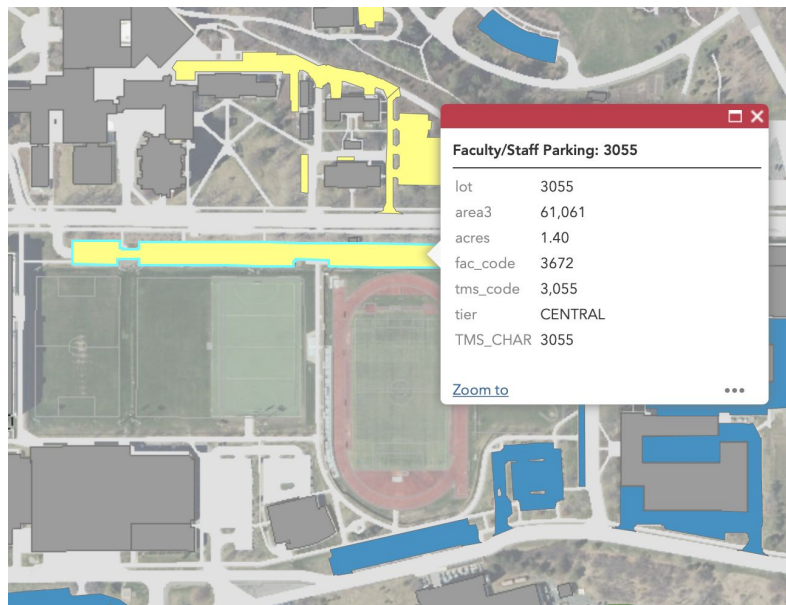 Faculty/Staff Parking: 3055
lot 3055
area3 61,061
acres 1.40
fac_code 3672
tms_code 3,055
tier CENTRAL
TMS_CHAR 3055
Zoom to